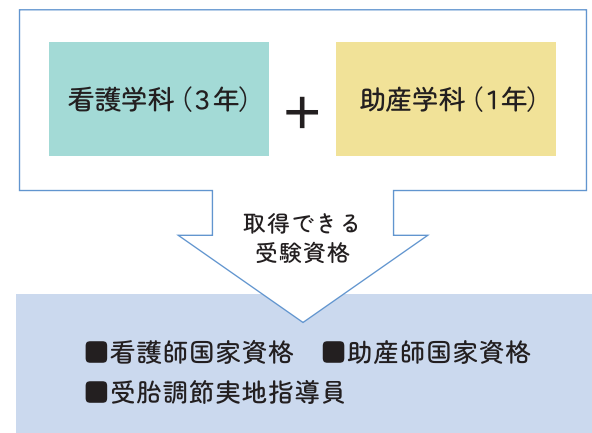 看護学科（3年） + 助産学科（1年）
取得できる
受験資格
■看護師国家資格 ■助産師国家資格
■受胎調節実地指導員